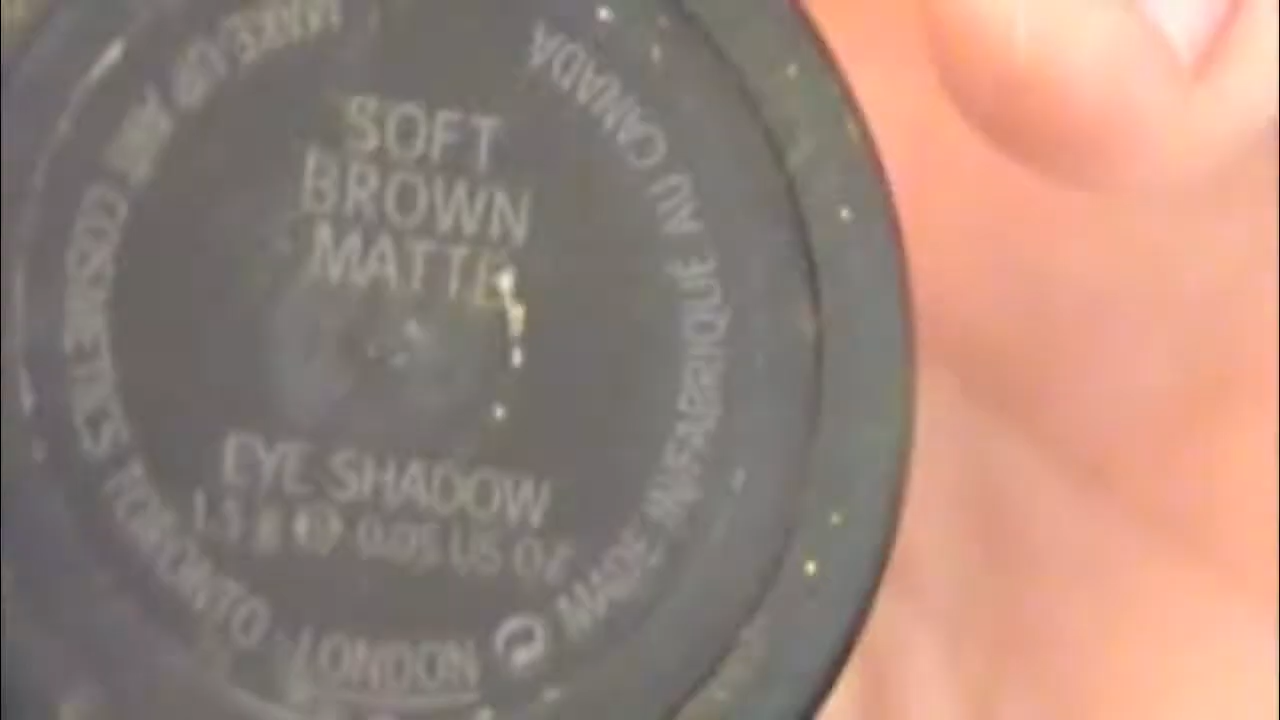 SOFT
BROWN
MATTE
EYE SHADOW
1.5 g 0.05 US OZ
MAKE-UP ART COSMETICS TORONTO · LONDON
MADE IN/FABRIQUÉ AU CANADA